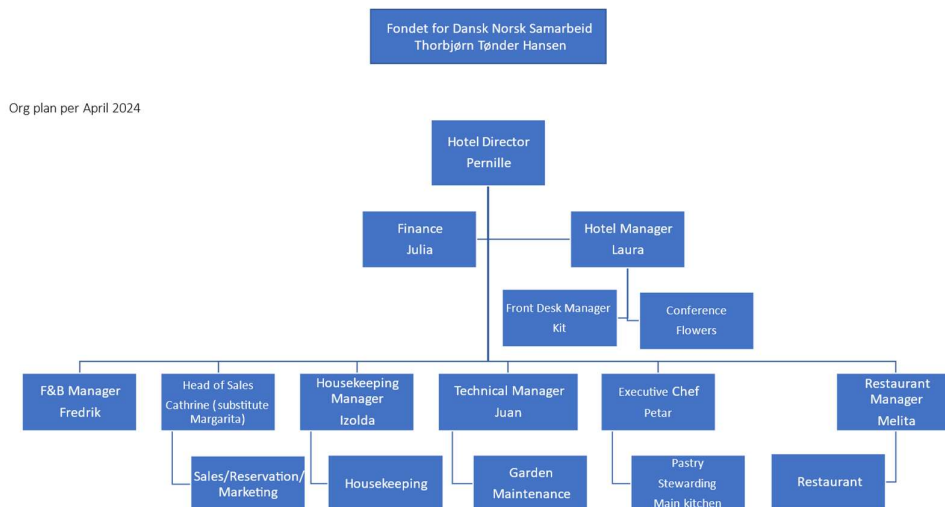 Fondet for Dansk Norsk Samarbeid
Thorbjørn Tønder Hansen
Org plan per April 2024
Hotel Director
Pernille
Finance
Julia
Hotel Manager
Laura
Front Desk Manager
Kit
Conference
Flowers
F&B Manager
Fredrik
Head of Sales
Cathrine (substitute
Margarita)
Housekeeping
Manager
Izolda
Technical Manager
Juan
Executive Chef
Petar
Restaurant
Manager
Melita
Sales/Reservation/
Marketing
Housekeeping
Garden
Maintenance
Pastry
Stewarding
Main kitchen
Restaurant